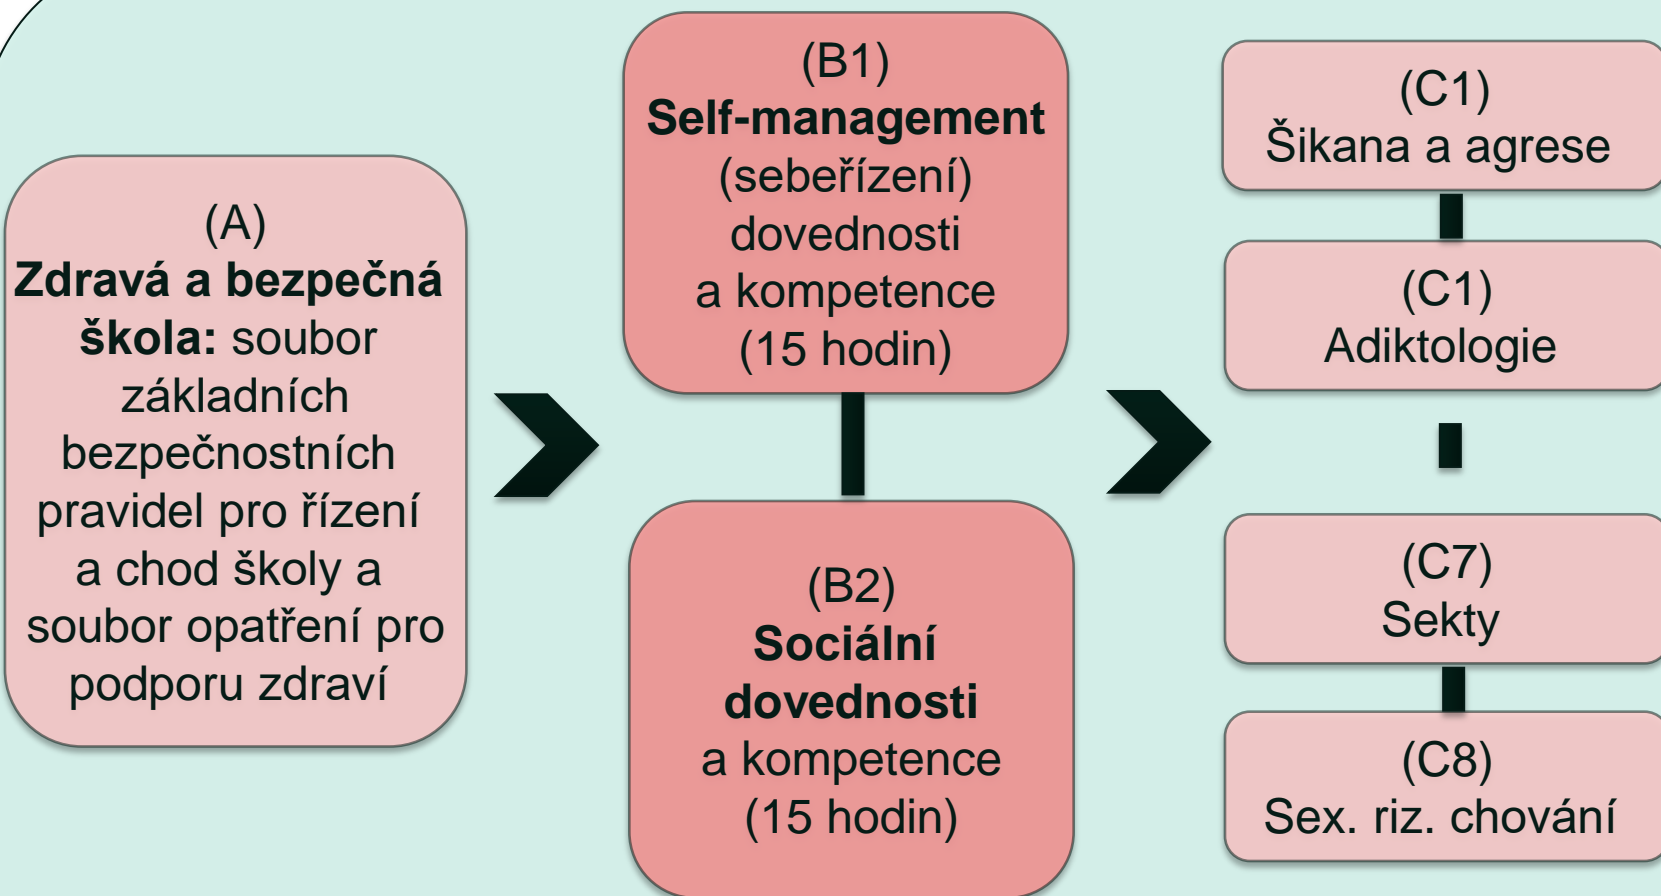 (A)
Zdravá a bezpečná
škola: soubor
základních
bezpečnostních
pravidel pro řízení
a chod školy a
soubor opatření pro
podporu zdraví
(B1)
Self-management
(sebeřízení)
dovednosti
a kompetence
(15 hodin)
(B2)
Sociální
dovednosti
a kompetence
(15 hodin)
(C1)
Šikana a agrese
(C1)
Adiktologie
(C7)
Sekty
(C8)
Sex. riz. chování